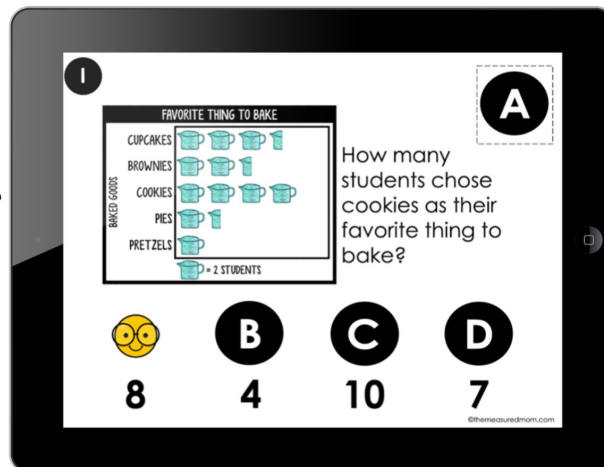 1
A
FAVORITE THING TO BAKE
BAKED GOODS
CUPCAKES
BROWNIES
COOKIES
PIES
PRETZELS
= 2 STUDENTS
How many
students chose
cookies as their
favorite thing to
bake?
B
C
D
8
4
10
7
©themeasuredmom.com